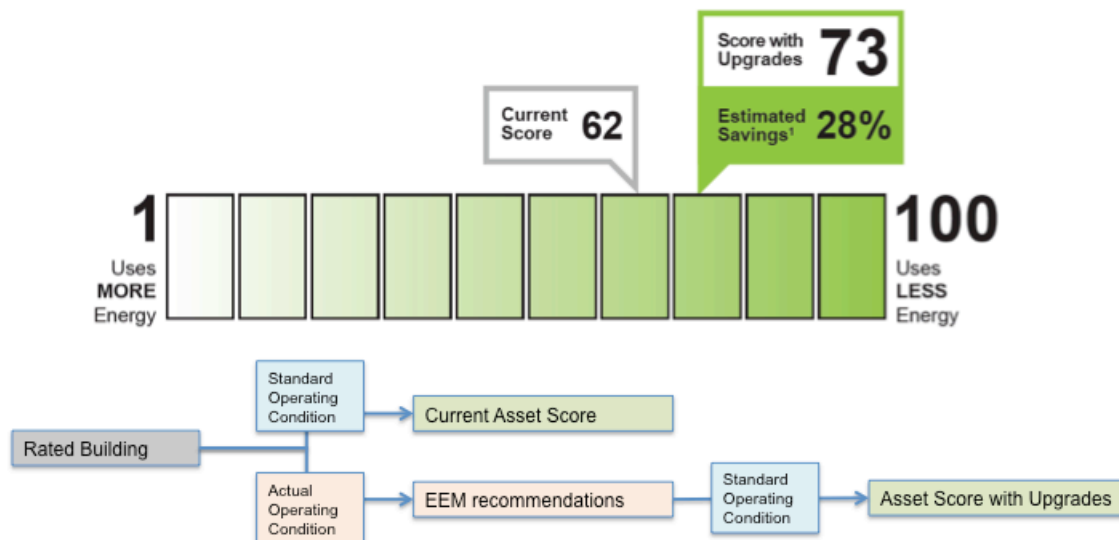 Score with
Upgrades 73
Current
Score 62
Estimated
Savings¹ 28%
1
Uses
MORE
Energy
100
Uses
LESS
Energy
Standard
Operating
Condition
Current Asset Score
Rated Building
Actual
Operating
Condition
EEM recommendations
Standard
Operating
Condition
Asset Score with Upgrades